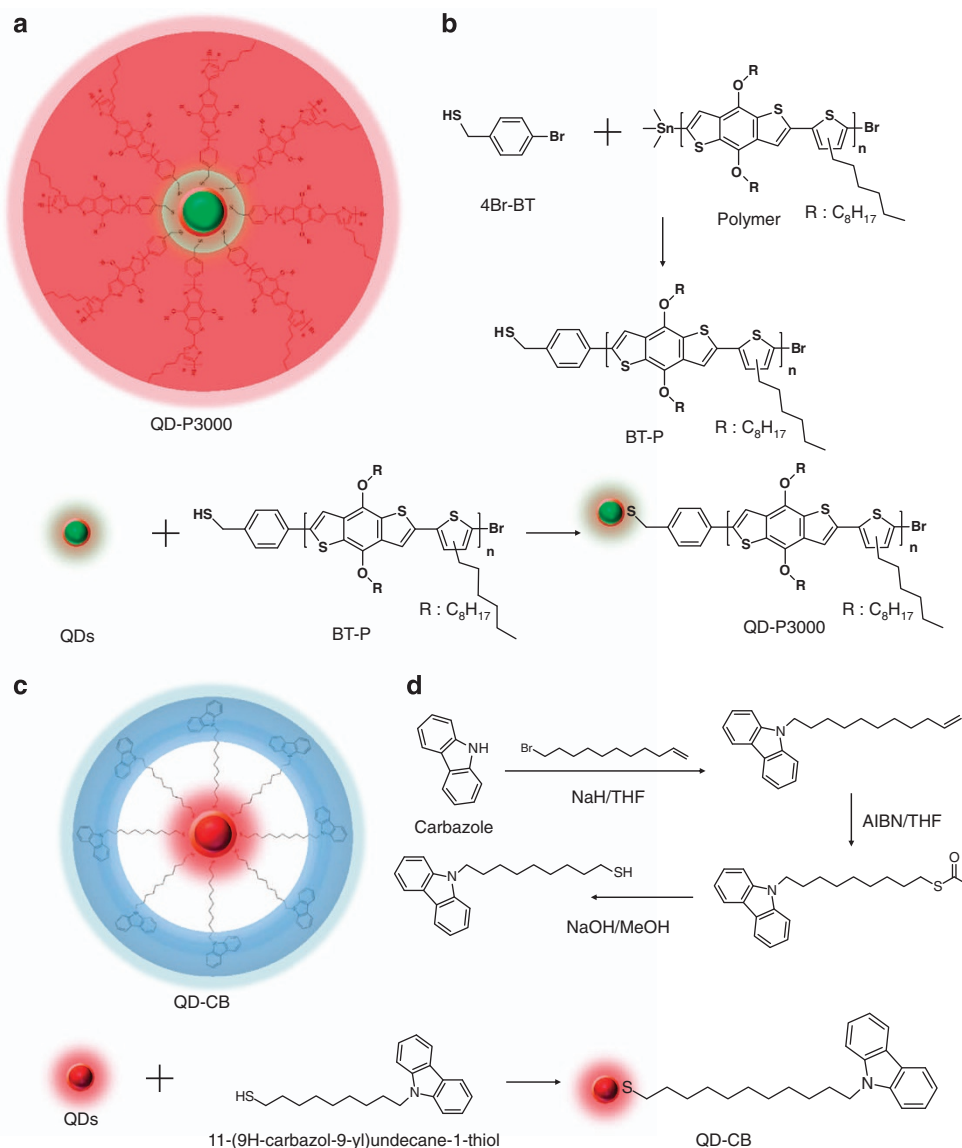 a
QD-P3000
b
HS
Br
4Br-BT
Sn
S
S
S
O
R
O
R
Br
n
Polymer
R : C8H17
HS
S
S
S
O
R
O
R
Br
n
BT-P
R : C8H17
QDs
HS
S
S
S
O
R
O
R
Br
n
BT-P
R : C8H17
S
S
S
S
O
R
O
R
Br
n
QD-P3000
R : C8H17
c
QD-CB
d
NH
Carbazole
Br
NaH/THF
N
AIBN/THF
N
S
O
NaOH/MeOH
N
SH
QDs
HS
N
11-(9H-carbazol-9-yl)undecane-1-thiol
S
N
QD-CB